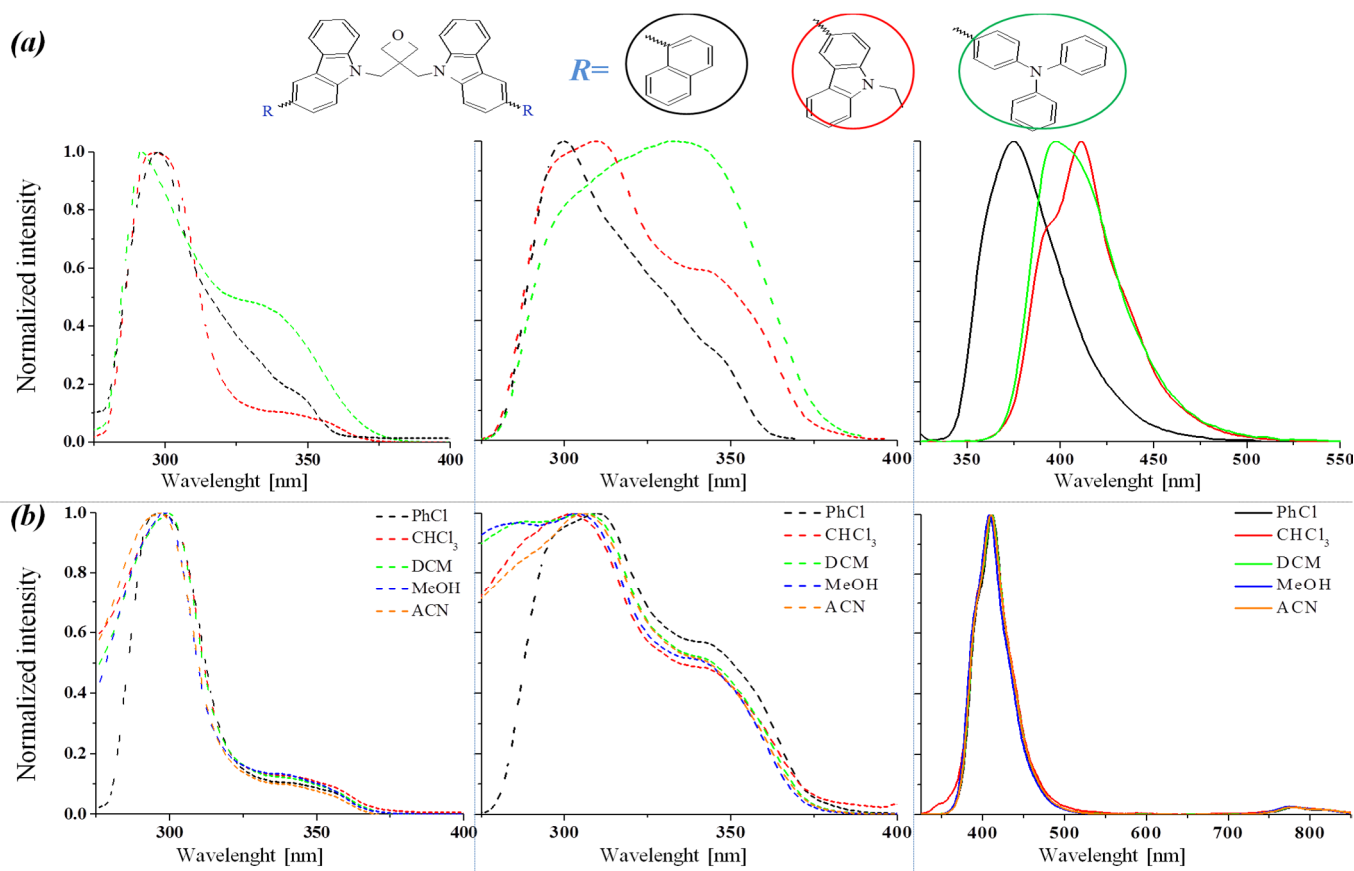 (a)
O
N
N
R
R
R=
N
N
Normalized intensity
1.0
0.8
0.6
0.4
0.2
0.0
300
350
400
Wavelenght [nm]
300
350
400
Wavelenght [nm]
350
400
450
500
550
Wavelenght [nm]
(b)
Normalized intensity
1.0
0.8
0.6
0.4
0.2
0.0
PhCl
CHCl3
DCM
MeOH
ACN
300
350
400
Wavelenght [nm]
PhCl
CHCl3
DCM
MeOH
ACN
300
350
400
Wavelenght [nm]
PhCl
CHCl3
DCM
MeOH
ACN
400
500
600
700
800
Wavelenght [nm]